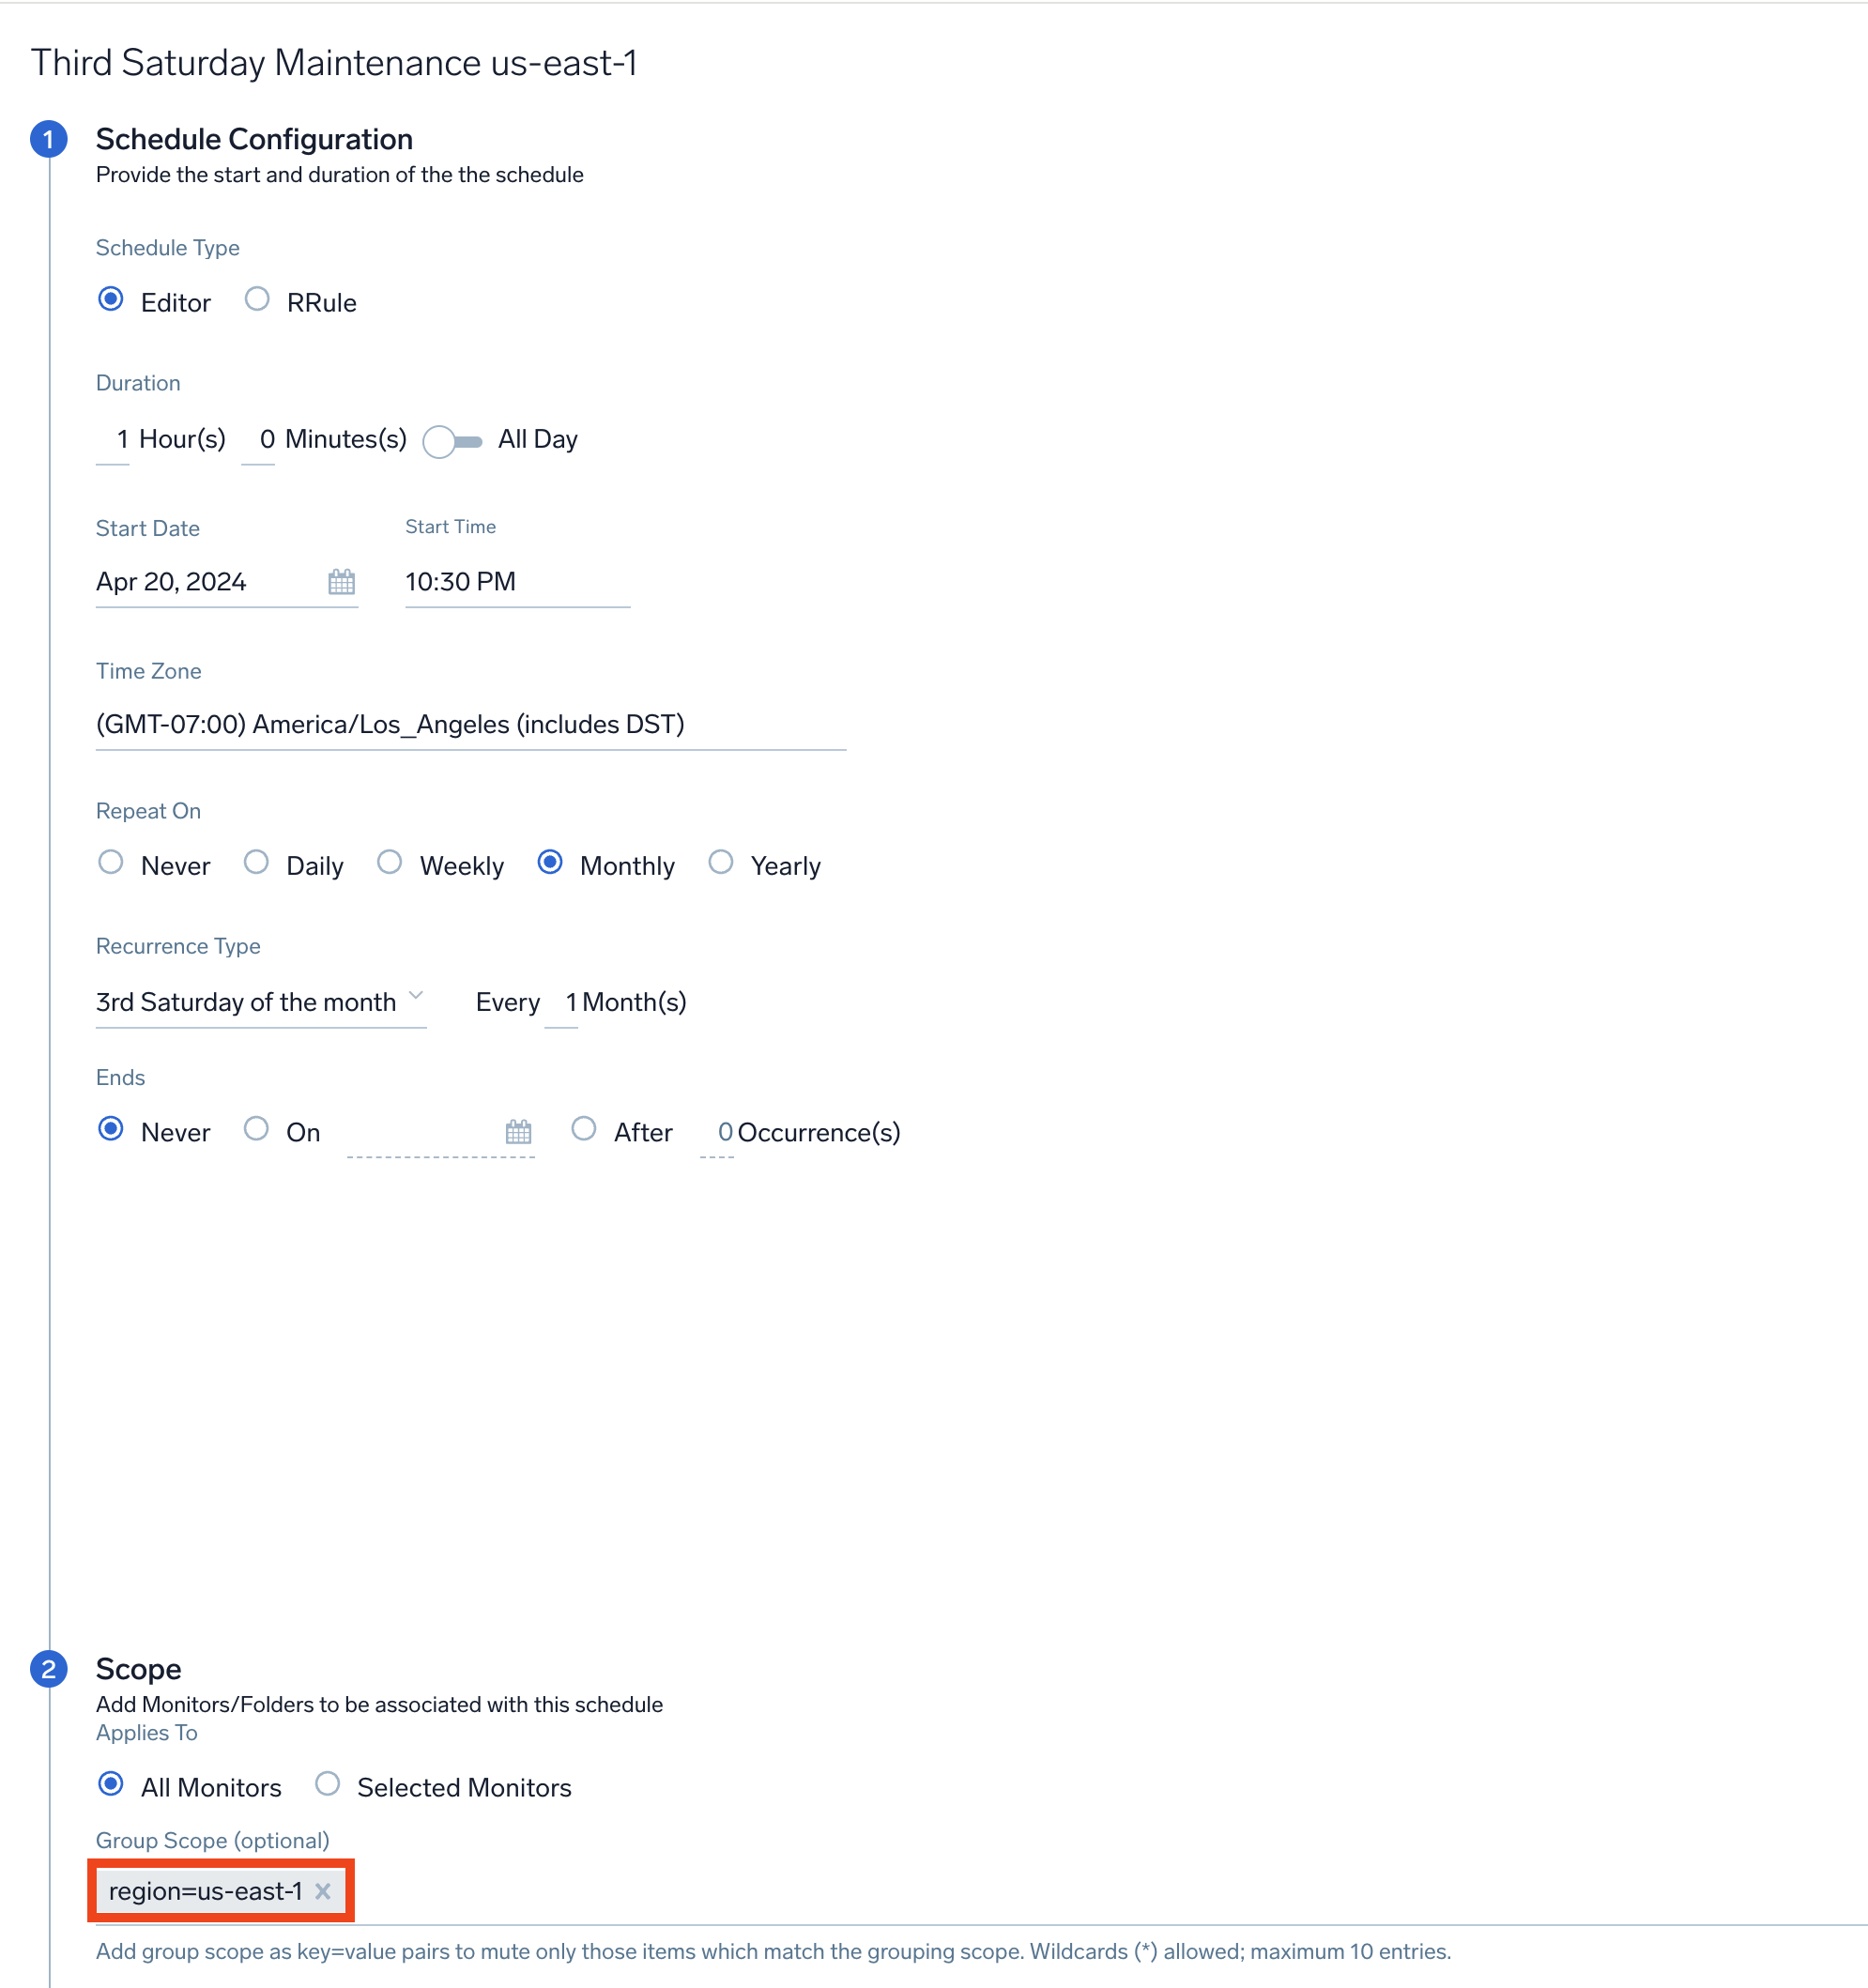 Third Saturday Maintenance us-east-1
1 Schedule Configuration
Provide the start and duration of the the schedule
Schedule Type
Editor RRule
Duration
1 Hour(s) 0 Minutes(s) All Day
Start Date Start Time
Apr 20, 2024 10:30 PM
Time Zone
(GMT-07:00) America/Los_Angeles (includes DST)
Repeat On
Never Daily Weekly Monthly Yearly
Recurrence Type
3rd Saturday of the month Every 1 Month(s)
Ends
Never On After 0 Occurrence(s)
2 Scope
Add Monitors/Folders to be associated with this schedule
Applies To
All Monitors Selected Monitors
Group Scope (optional)
region=us-east-1
Add group scope as key=value pairs to mute only those items which match the grouping scope. Wildcards (*) allowed; maximum 10 entries.